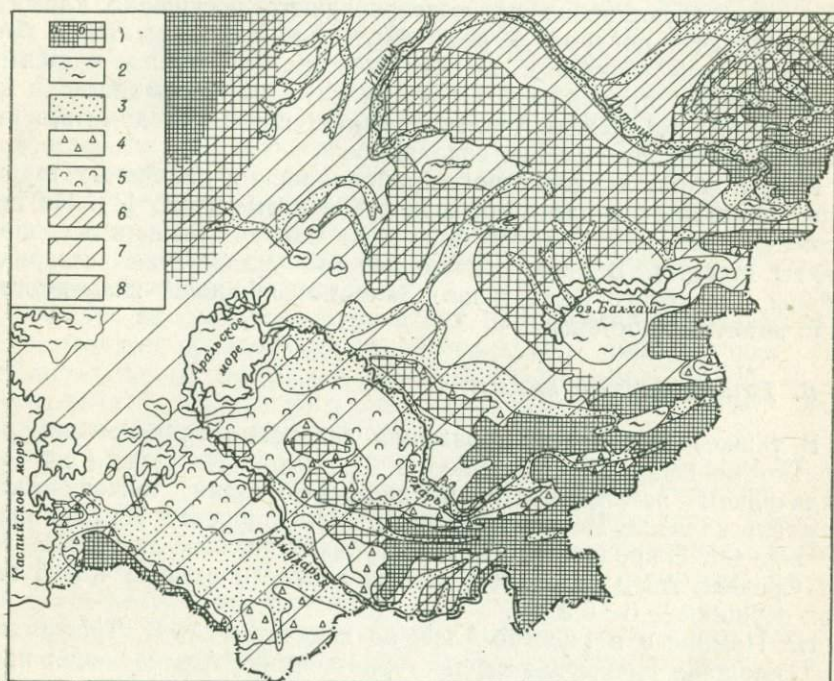 а б 1
2
3
4
5
6
7
8
Ишим
Иртыш
оз. Балхаш
Аральское
море
Сырдарья
Амударья
Каспийское море